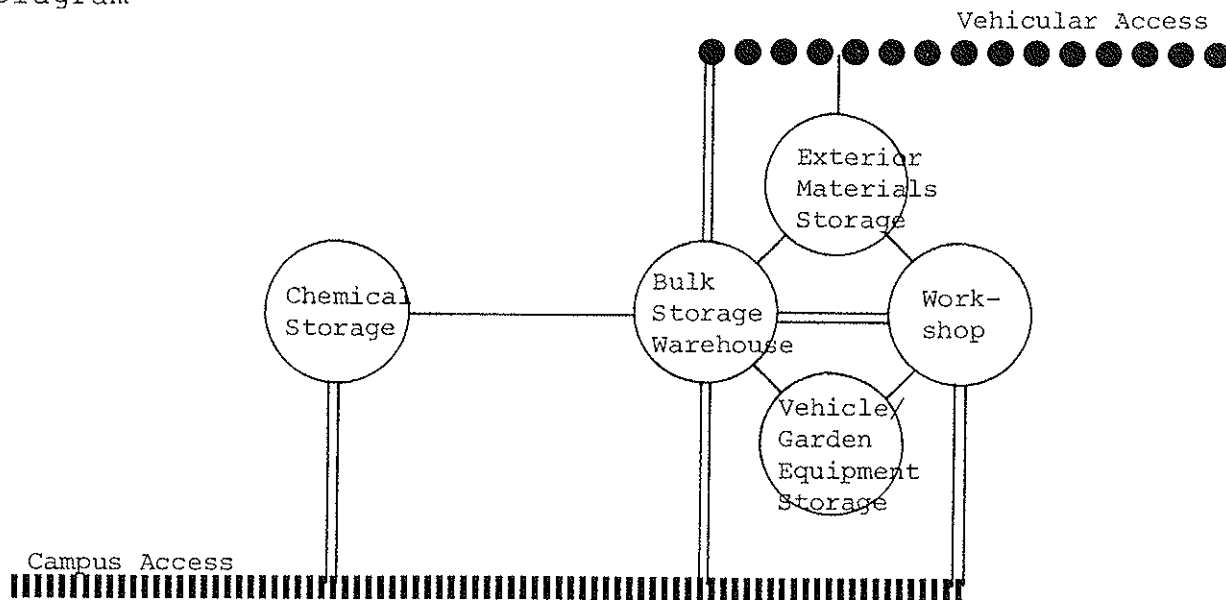 Diagram
Vehicular Access
Exterior
Materials
Storage
Chemical
Storage
Bulk
Storage
Warehouse
Work-
shop
Vehicle/
Garden
Equipment
Storage
Campus Access